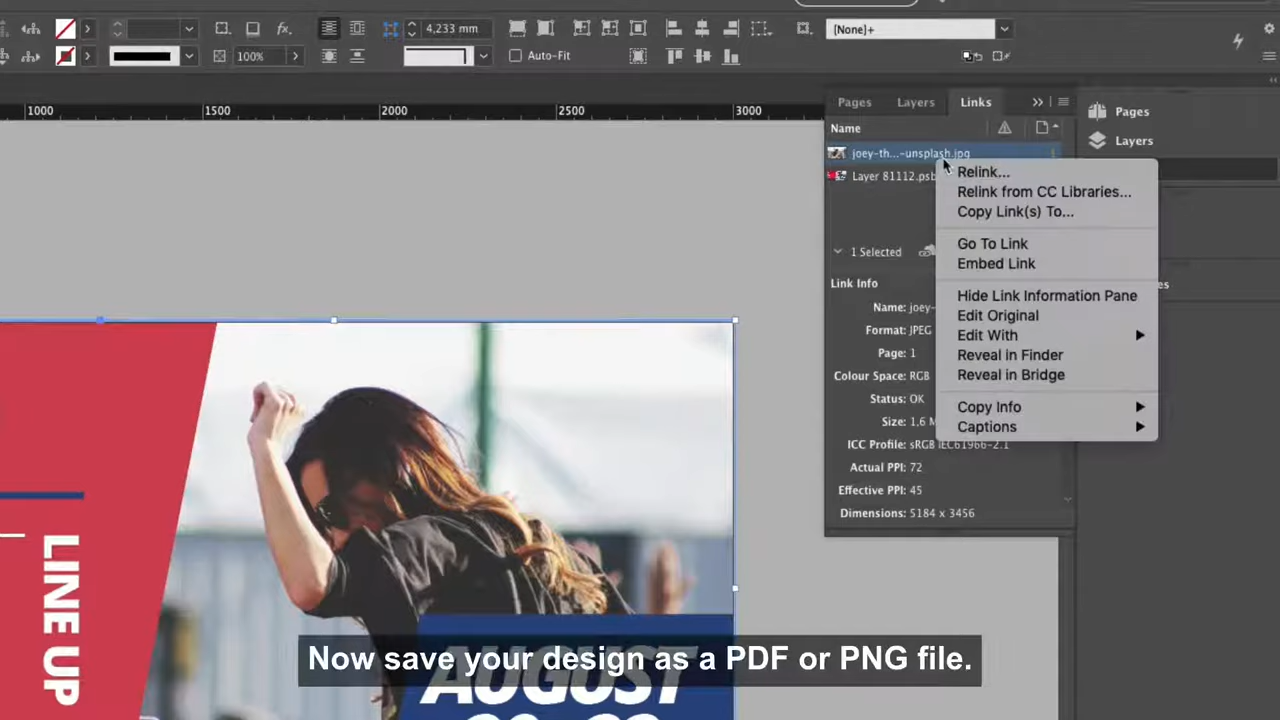 4,233 mm
[None]+
100%
Auto-Fit
1000
1500
2000
2500
3000
Pages
Layers
Links
Pages
Name
Layers
joey-th...-unsplash.jpg
Layer 81112.psb
Relink...
Relink from CC Libraries...
Copy Link(s) To...
Go To Link
Embed Link
Hide Link Information Pane
Edit Original
Edit With
Reveal in Finder
Reveal in Bridge
Copy Info
Captions
1 Selected
Link Info
Name: joey-
Format: JPEG
Page: 1
Colour Space: RGB
Status: OK
Size: 1,6 M
ICC Profile: sRGB IEC61966-2.1
Actual PPI: 72
Effective PPI: 45
Dimensions: 5184 x 3456
LINE UP
AUGUST
Now save your design as a PDF or PNG file.